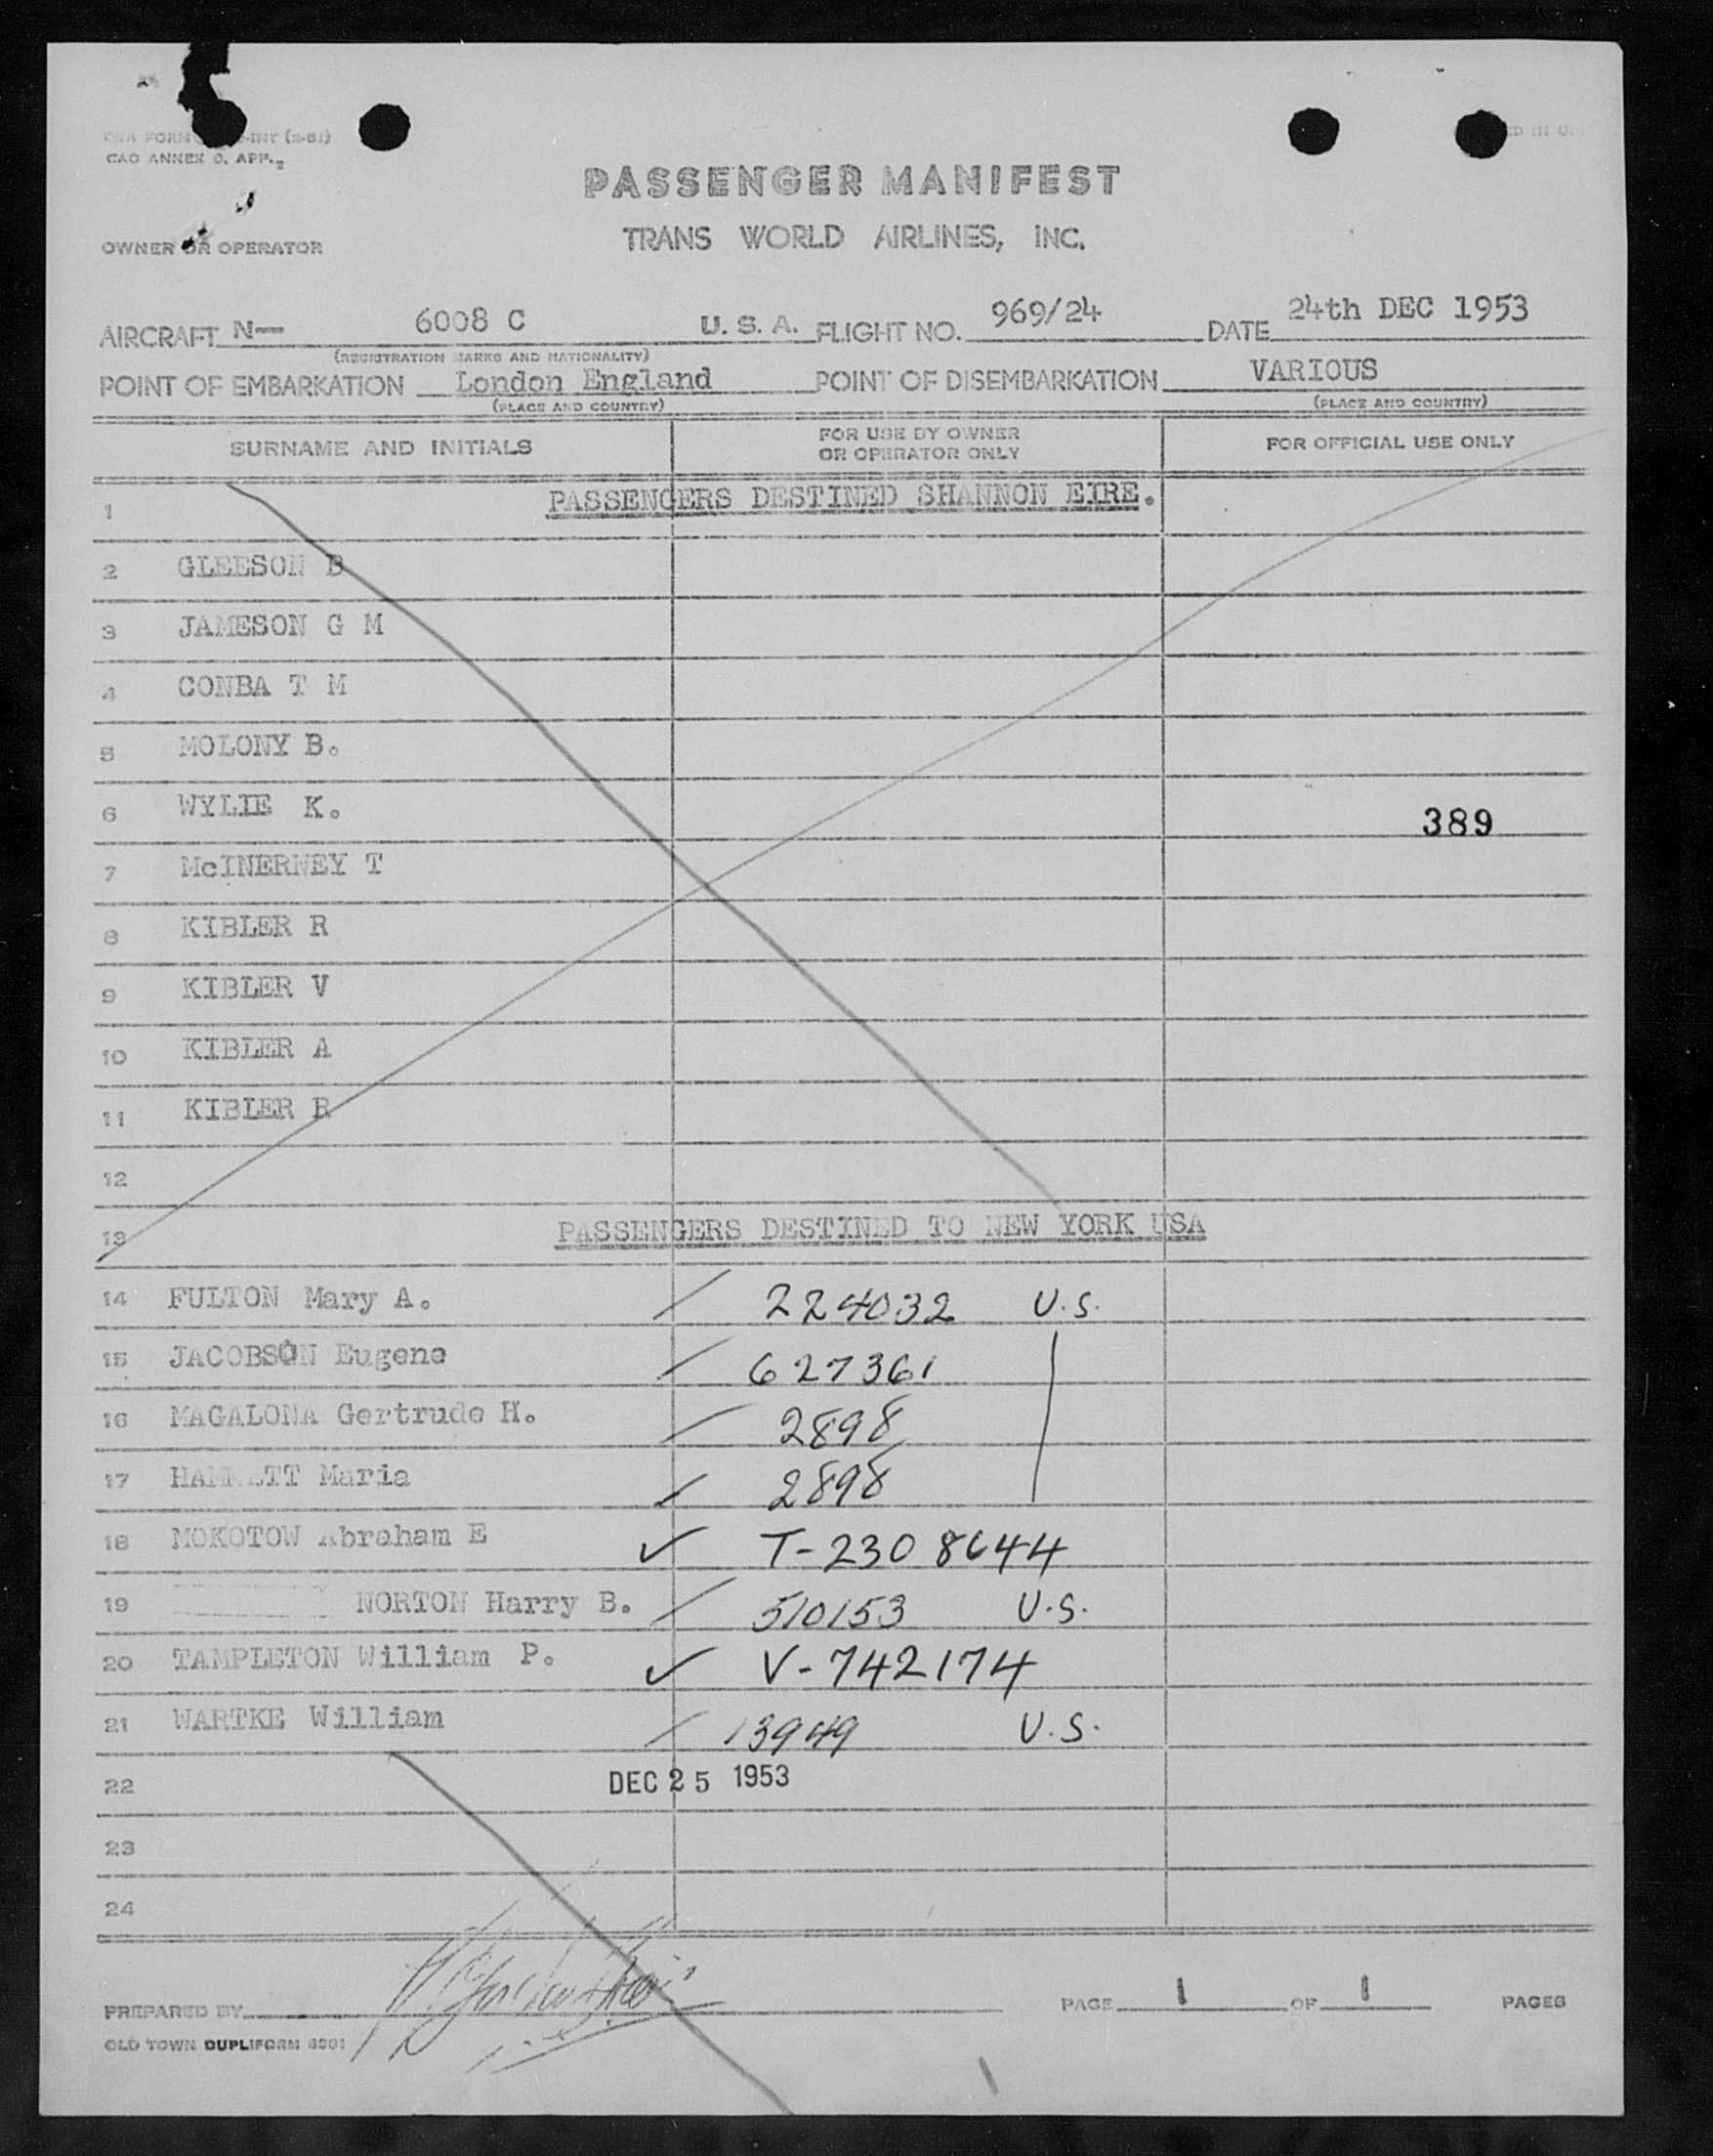 CAO ANNEX 9, APP. 2
PASSENGER MANIFEST
OWNER OR OPERATOR
TRANS WORLD AIRLINES, INC.
AIRCRAFT N— 6008 C U. S. A. FLIGHT NO. 969/24 DATE 24th DEC 1953
(REGISTRATION MARKS AND NATIONALITY)
POINT OF EMBARKATION London England POINT OF DISEMBARKATION VARIOUS
(PLACE AND COUNTRY) (PLACE AND COUNTRY)
SURNAME AND INITIALS FOR USE BY OWNER OR OPERATOR ONLY FOR OFFICIAL USE ONLY
1 PASSENGERS DESTINED SHANNON EIRE.
2 GLEESON B
3 JAMESON G M
4 CONBA T M
5 MOLONY B.
6 WYLIE K. 389
7 McINERNEY T
8 KIBLER R
9 KIBLER V
10 KIBLER A
11 KIBLER R
12
13 PASSENGERS DESTINED TO NEW YORK USA
14 FULTON Mary A. / 224032 U.S.
15 JACOBSON Eugene / 627361
16 MAGALONA Gertrude H. / 2898
17 Maria / 2898
18 MOKOTOW Abraham E ✓ T-2308644
19 NORTON Harry B. / 510153 U.S.
20 TAMPLETON William P. ✓ V-742174
21 WARTKE William / 13949 U.S.
22 DEC 25 1953
23
24
PREPARED BY PAGE 1 OF 1 PAGES
OLD TOWN DUPLIFORM